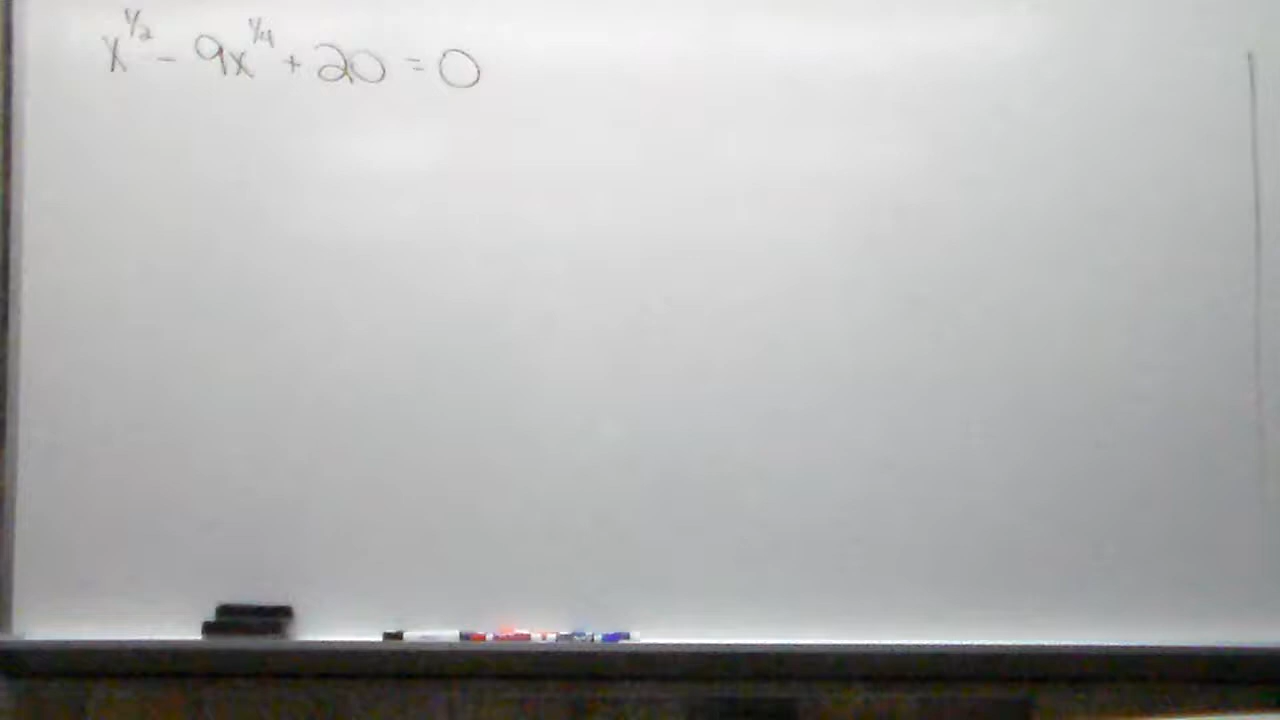 x^{1/2} - 9x^{1/4} + 20 = 0